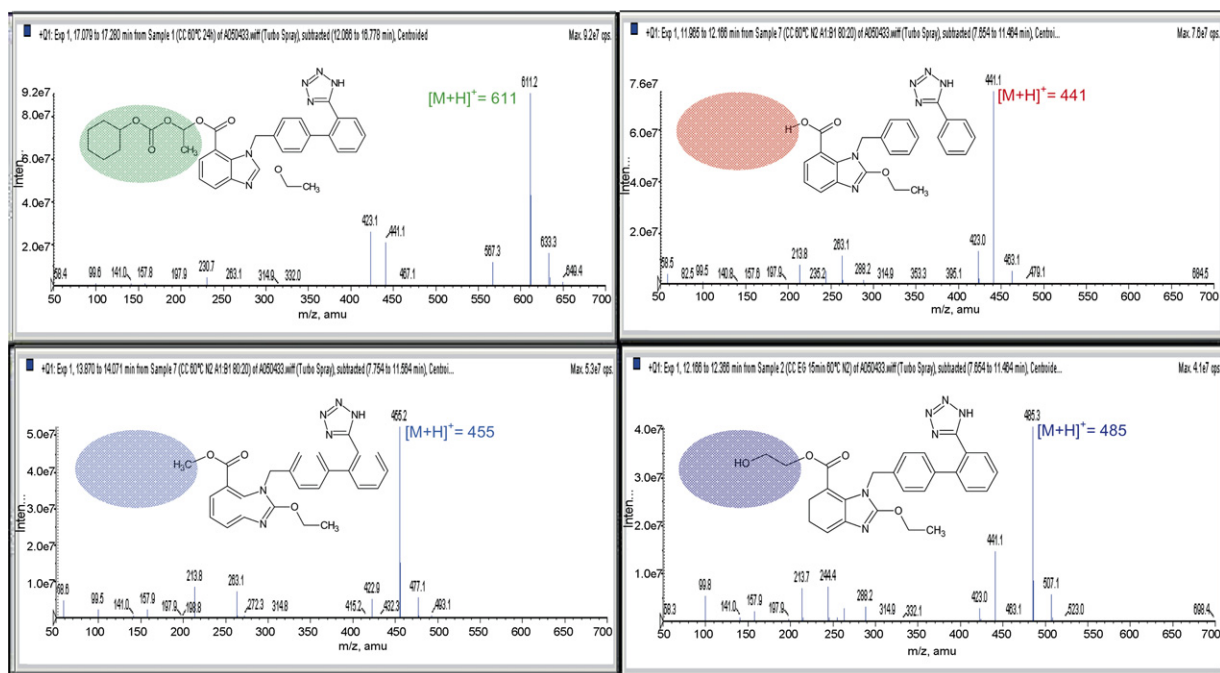 +Q1: Exp 1, 17.079 to 17.280 min from Sample 1 (CC 60ºC 24h) of A050433.wiff (Turbo Spray), subtracted (12.066 to 16.778 min), Centroided
Max. 9.2e7 cps.
[M+H]+= 611
611.2
9.2e7
8.0e7
6.0e7
4.0e7
2.0e7
Inten...
N
N
N
NH
O
O
O
O
O
CH3
N
N
O
CH3
423.1
441.1
567.3
633.3
649.4
58.4
99.6
141.0
157.8
197.9
230.7
263.1
314.9
332.0
467.1
50 100 150 200 250 300 350 400 450 500 550 600 650 700
m/z, amu
+Q1: Exp 1, 11.965 to 12.166 min from Sample 7 (CC 60ºC N2 A1:B1 80:20) of A050433.wiff (Turbo Spray), subtracted (7.654 to 11.464 min), Centroi...
Max. 7.6e7 cps.
[M+H]+= 441
441.1
7.6e7
6.0e7
4.0e7
2.0e7
Inten...
N
N
N
NH
H
O
O
N
N
O
CH3
423.0
463.1
479.1
684.5
58.5
82.5
99.5
140.8
157.6
197.9
213.8
235.2
263.1
288.2
314.9
353.3
395.1
50 100 150 200 250 300 350 400 450 500 550 600 650 700
m/z, amu
+Q1: Exp 1, 13.870 to 14.071 min from Sample 7 (CC 60ºC N2 A1:B1 80:20) of A050433.wiff (Turbo Spray), subtracted (7.754 to 11.564 min), Centroi...
Max. 5.3e7 cps.
[M+H]+= 455
455.2
5.0e7
4.0e7
3.0e7
2.0e7
1.0e7
Inten...
N
N
N
NH
H3C
O
O
N
N
O
CH3
58.6
99.5
141.0
157.9
197.9
198.8
213.8
263.1
272.3
314.8
415.2
422.9
432.3
477.1
493.1
50 100 150 200 250 300 350 400 450 500 550 600 650 700
m/z, amu
+Q1: Exp 1, 12.166 to 12.366 min from Sample 2 (CC EG 15min 60ºC N2) of A050433.wiff (Turbo Spray), subtracted (7.654 to 11.464 min), Centroide...
Max. 4.1e7 cps.
[M+H]+= 485
485.3
4.0e7
3.0e7
2.0e7
1.0e7
Inten...
N
N
N
NH
HO
O
O
N
N
O
CH3
58.3
99.8
141.0
157.9
197.9
213.7
244.4
288.2
314.9
332.1
423.0
441.1
463.1
507.1
523.0
698.4
50 100 150 200 250 300 350 400 450 500 550 600 650 700
m/z, amu